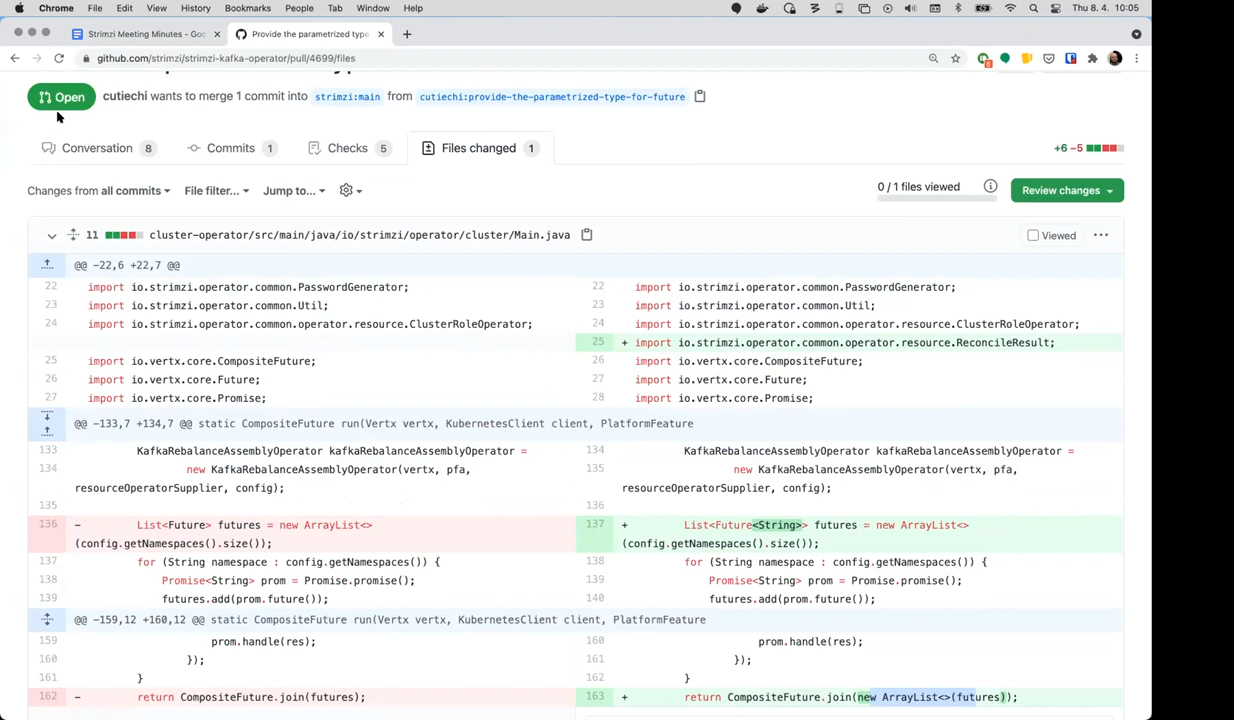 Chrome File Edit View History Bookmarks People Tab Window Help Thu 8. 4. 10:05
Strimzi Meeting Minutes - Goo × Provide the parametrized type × +
github.com/strimzi/strimzi-kafka-operator/pull/4699/files
Open cutiechi wants to merge 1 commit into strimzi:main from cutiechi:provide-the-parametrized-type-for-future
Conversation 8 Commits 1 Checks 5 Files changed 1 +6 −5
Changes from all commits File filter... Jump to... 0 / 1 files viewed Review changes
11 cluster-operator/src/main/java/io/strimzi/operator/cluster/Main.java Viewed ...
@@ -22,6 +22,7 @@
22 import io.strimzi.operator.common.PasswordGenerator; 22 import io.strimzi.operator.common.PasswordGenerator;
23 import io.strimzi.operator.common.Util; 23 import io.strimzi.operator.common.Util;
24 import io.strimzi.operator.common.operator.resource.ClusterRoleOperator; 24 import io.strimzi.operator.common.operator.resource.ClusterRoleOperator;
25 + import io.strimzi.operator.common.operator.resource.ReconcileResult;
25 import io.vertx.core.CompositeFuture; 26 import io.vertx.core.CompositeFuture;
26 import io.vertx.core.Future; 27 import io.vertx.core.Future;
27 import io.vertx.core.Promise; 28 import io.vertx.core.Promise;
@@ -133,7 +134,7 @@ static CompositeFuture run(Vertx vertx, KubernetesClient client, PlatformFeature
133 KafkaRebalanceAssemblyOperator kafkaRebalanceAssemblyOperator = 134 KafkaRebalanceAssemblyOperator kafkaRebalanceAssemblyOperator =
134 new KafkaRebalanceAssemblyOperator(vertx, pfa, 135 new KafkaRebalanceAssemblyOperator(vertx, pfa,
resourceOperatorSupplier, config); resourceOperatorSupplier, config);
135 136
136 − List<Future> futures = new ArrayList<> 137 + List<Future<String>> futures = new ArrayList<>
(config.getNamespaces().size()); (config.getNamespaces().size());
137 for (String namespace : config.getNamespaces()) { 138 for (String namespace : config.getNamespaces()) {
138 Promise<String> prom = Promise.promise(); 139 Promise<String> prom = Promise.promise();
139 futures.add(prom.future()); 140 futures.add(prom.future());
@@ -159,12 +160,12 @@ static CompositeFuture run(Vertx vertx, KubernetesClient client, PlatformFeature
159 prom.handle(res); 160 prom.handle(res);
160 }); 161 });
161 } 162 }
162 − return CompositeFuture.join(futures); 163 + return CompositeFuture.join(new ArrayList<>(futures));